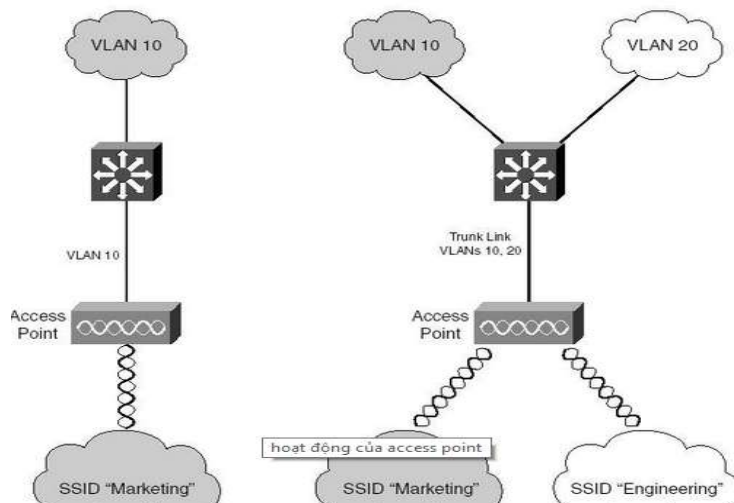 VLAN 10
VLAN 10
VLAN 20
VLAN 10
Trunk Link
VLANs 10, 20
Access
Point
Access
Point
hoạt động của access point
SSID "Marketing"
SSID "Marketing"
SSID "Engineering"